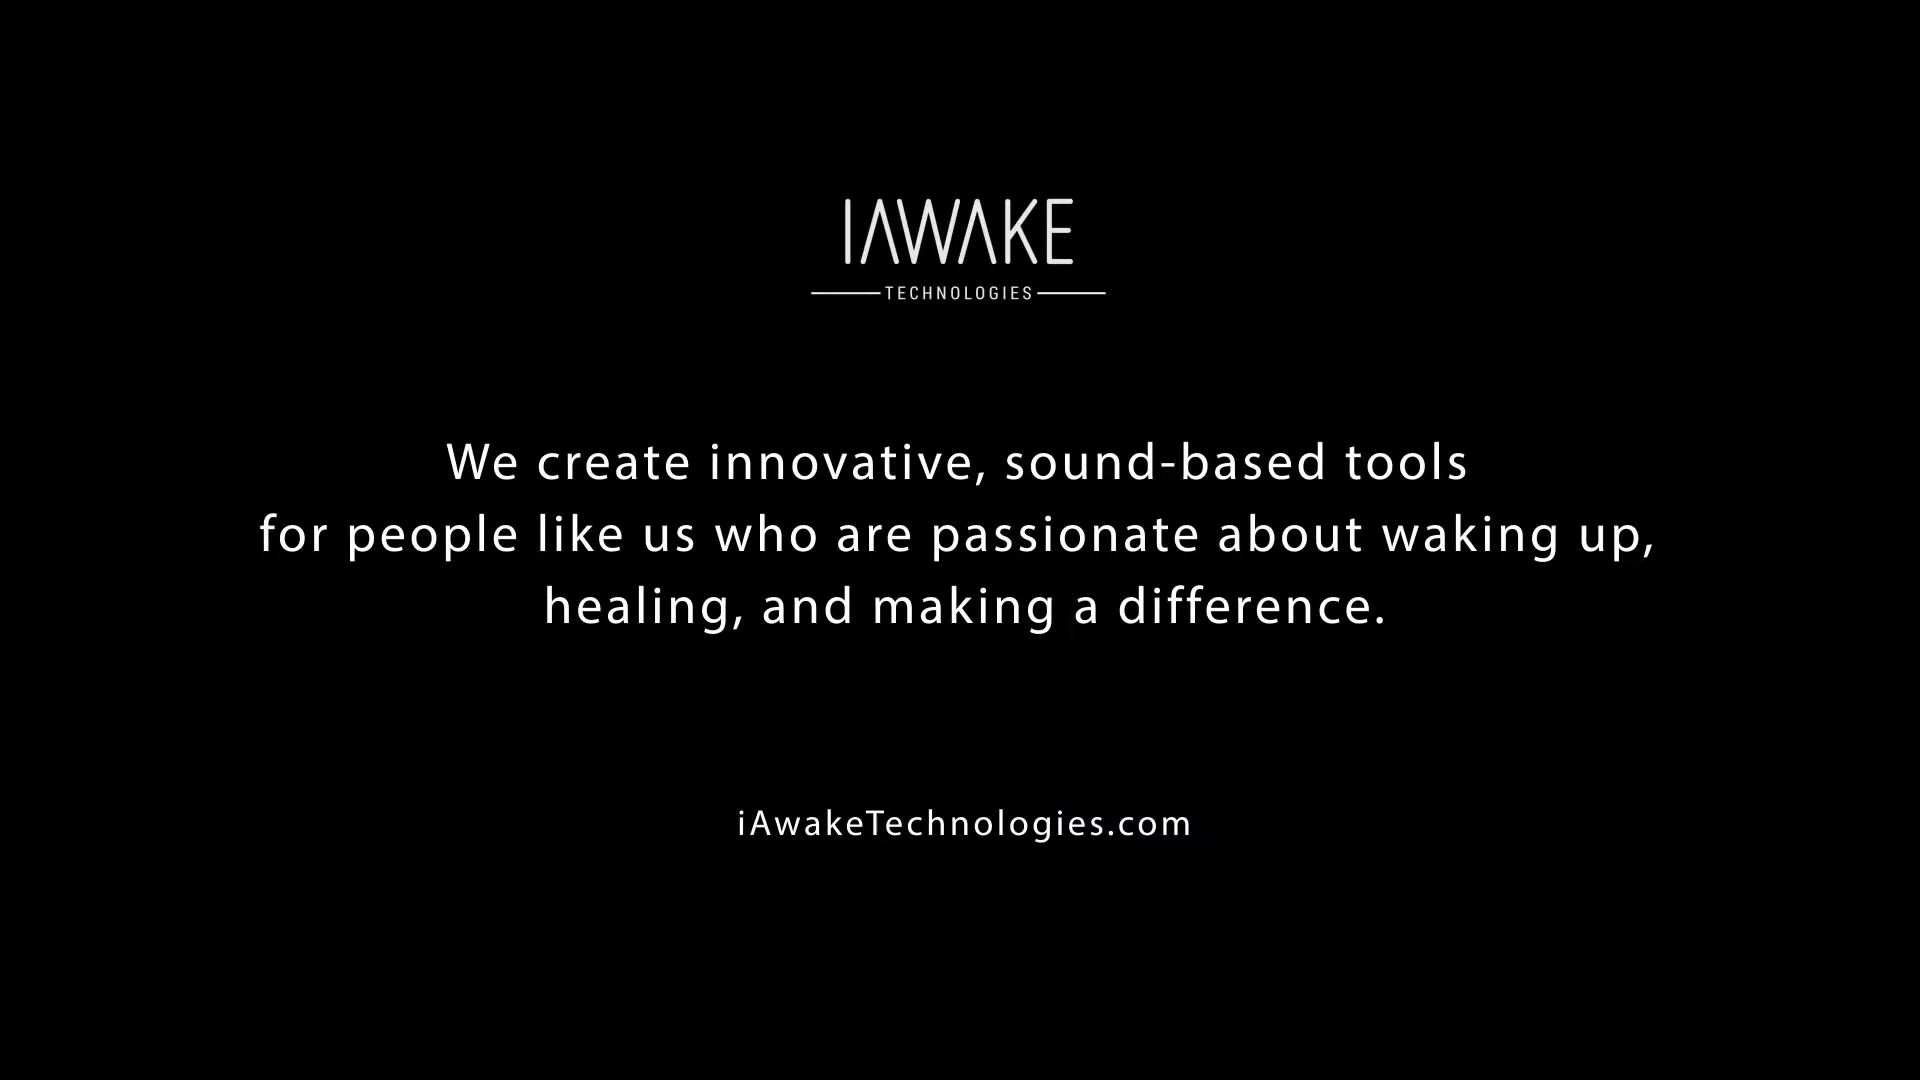 IAWAKE
TECHNOLOGIES
We create innovative, sound-based tools
for people like us who are passionate about waking up,
healing, and making a difference.
iAwakeTechnologies.com